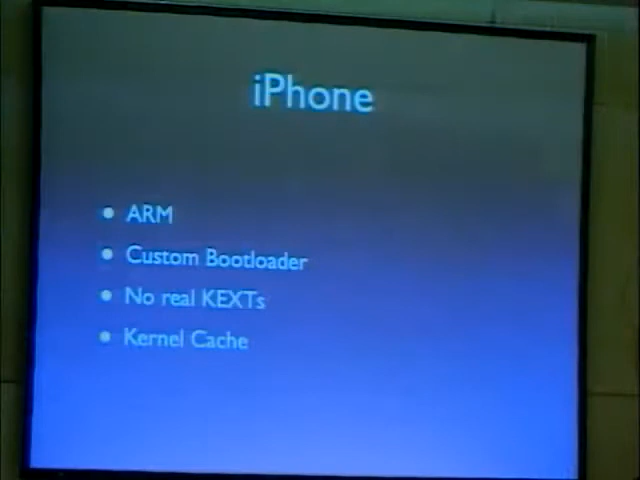 iPhone
• ARM
• Custom Bootloader
• No real KEXTs
• Kernel Cache